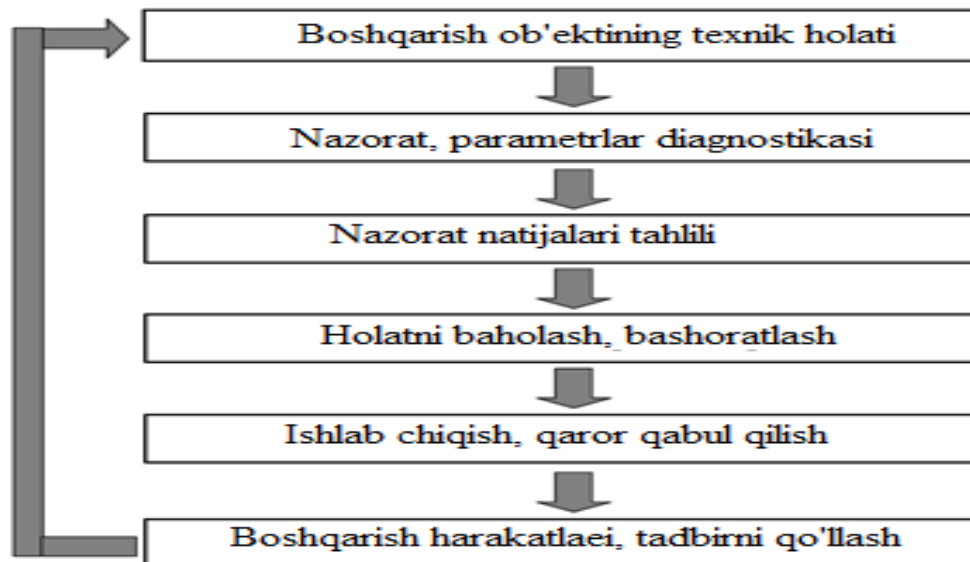 Boshqarish ob'ektining texnik holati
Nazorat, parametrlar diagnostikasi
Nazorat natijalari tahlili
Holatni baholash, bashoratlash
Ishlab chiqish, qaror qabul qilish
Boshqarish harakatlaei, tadbirni qo'llash